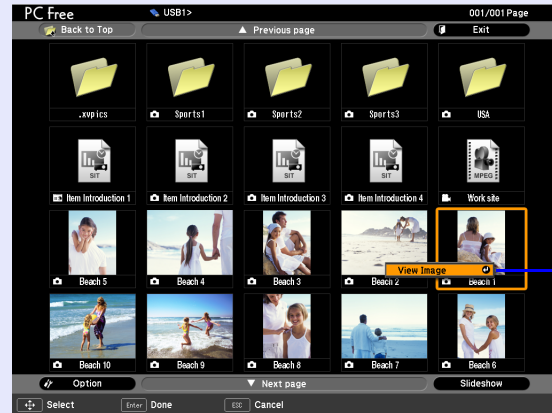 PC Free USB1> 001/001 Page
Back to Top Previous page Exit
.xvpics Sports1 Sports2 Sports3 USA
SIT SIT SIT SIT MPEG
Item Introduction 1 Item Introduction 2 Item Introduction 3 Item Introduction 4 Work site
View Image
Beach 5 Beach 4 Beach 3 Beach 2 Beach 1
Beach 10 Beach 9 Beach 8 Beach 7 Beach 6
Option Next page Slideshow
Select Enter Done ESC Cancel